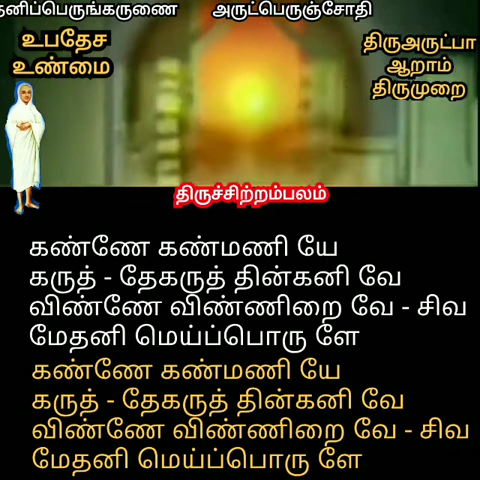 தனிப்பெருங்கருணை அருட்பெருஞ்சோதி
உபதேச
உண்மை
திருஅருட்பா
ஆறாம்
திருமுறை
திருச்சிற்றம்பலம்
கண்ணே கண்மணி யே
கருத் - தேகருத் தின்கனி வே
விண்ணே விண்ணிறை வே - சிவ
மேதனி மெய்ப்பொரு ளே
கண்ணே கண்மணி யே
கருத் - தேகருத் தின்கனி வே
விண்ணே விண்ணிறை வே - சிவ
மேதனி மெய்ப்பொரு ளே